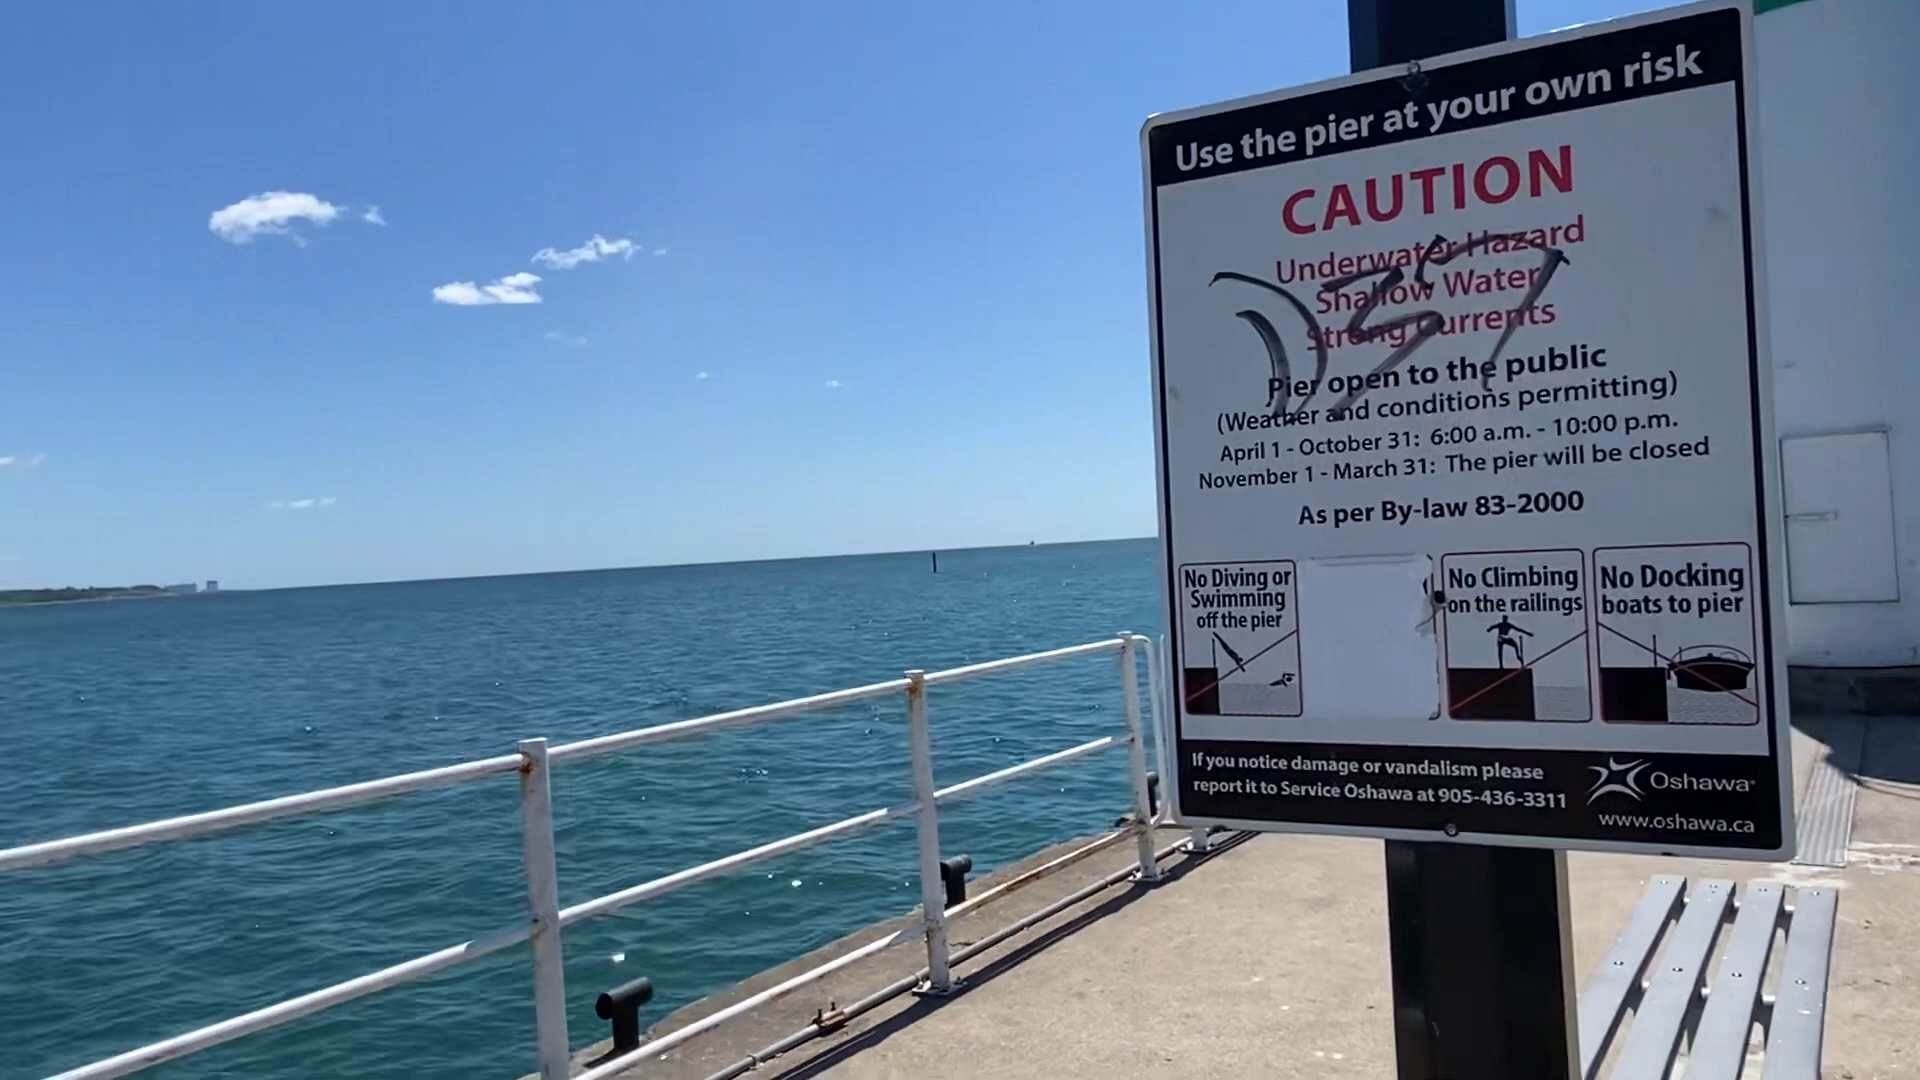 Use the pier at your own risk
CAUTION
Underwater Hazard
Shallow Water
Strong Currents
Pier open to the public
(Weather and conditions permitting)
April 1 - October 31: 6:00 a.m. - 10:00 p.m.
November 1 - March 31: The pier will be closed
As per By-law 83-2000
No Diving or
Swimming
off the pier
No Climbing
on the railings
No Docking
boats to pier
If you notice damage or vandalism please
report it to Service Oshawa at 905-436-3311
Oshawa
www.oshawa.ca